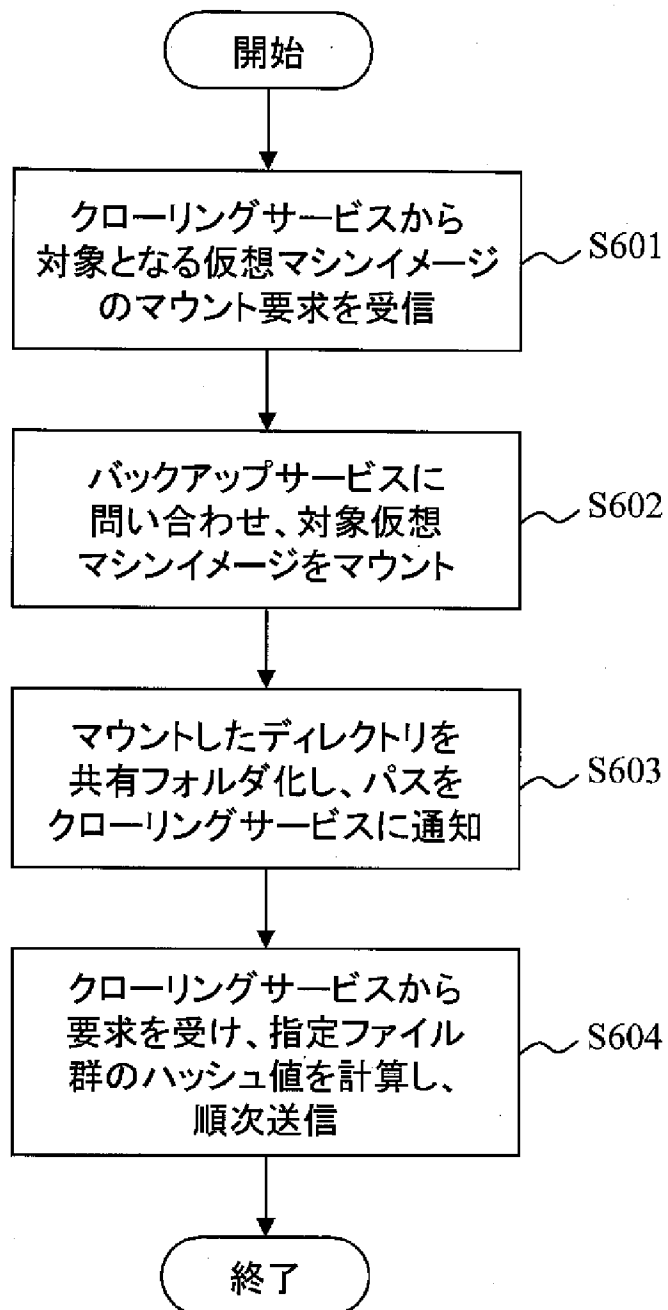 開始
クローリングサービスから
対象となる仮想マシンイメージ
のマウント要求を受信
S601
バックアップサービスに
問い合わせ、対象仮想
マシンイメージをマウント
S602
マウントしたディレクトリを
共有フォルダ化し、パスを
クローリングサービスに通知
S603
クローリングサービスから
要求を受け、指定ファイル
群のハッシュ値を計算し、
順次送信
S604
終了